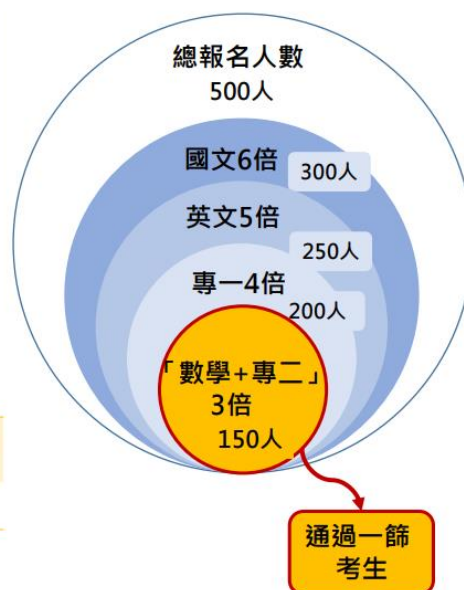 總報名人數
500人
國文6倍
300人
英文5倍
250人
專一4倍
200人
「數學+專二」
3倍
150人
通過一篩
考生